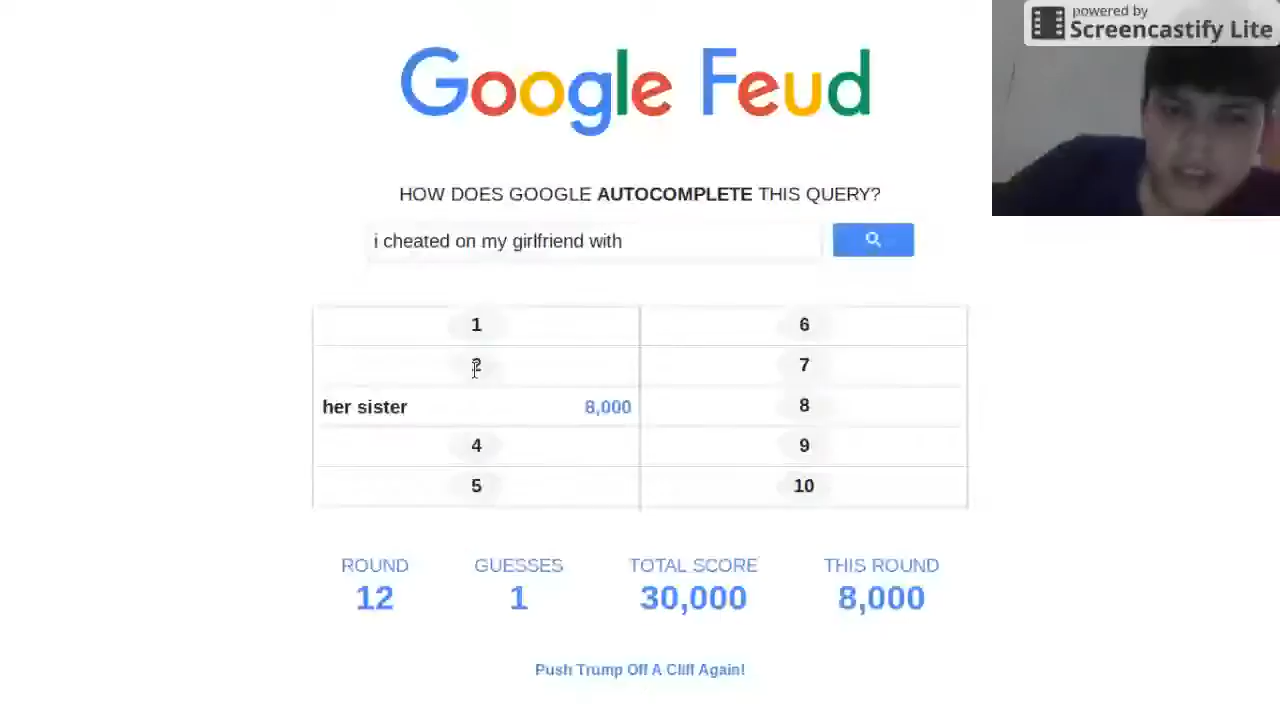 powered by
Screencastify Lite
Google Feud
HOW DOES GOOGLE AUTOCOMPLETE THIS QUERY?
i cheated on my girlfriend with
1
6
2
7
her sister
8,000
8
4
9
5
10
ROUND
GUESSES
TOTAL SCORE
THIS ROUND
12
1
30,000
8,000
Push Trump Off A Cliff Again!